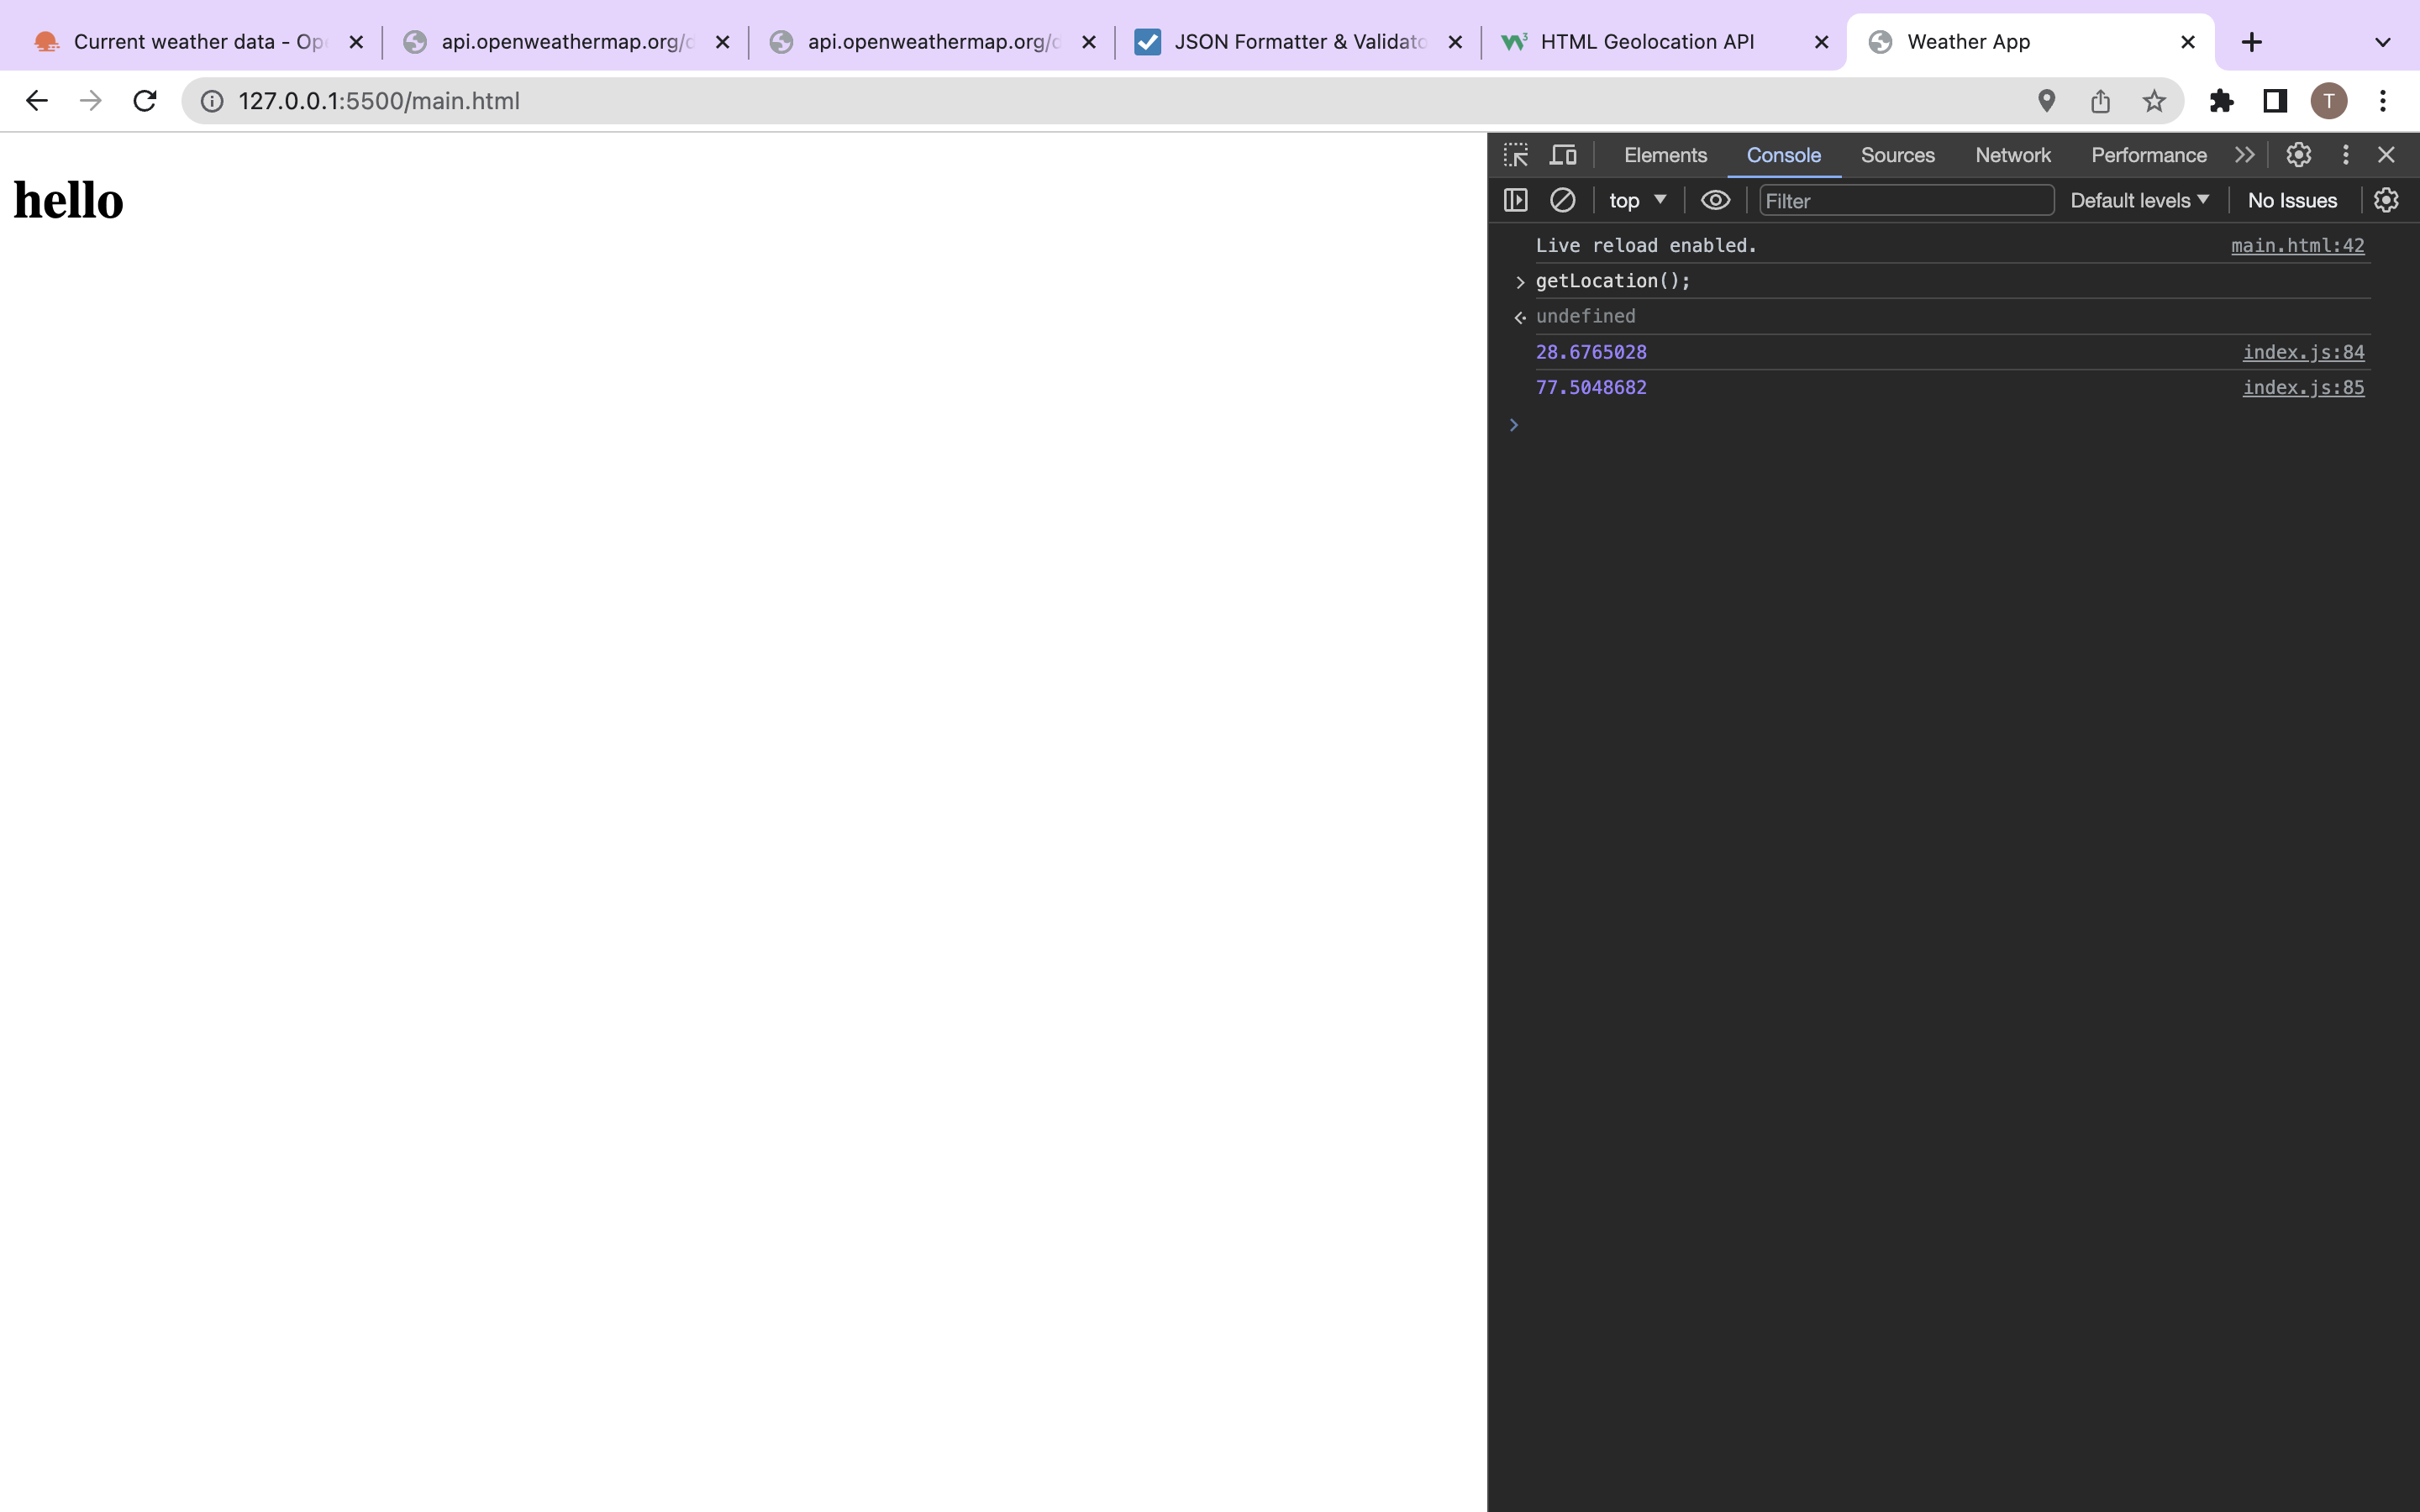 Current weather data - Op
api.openweathermap.org/
api.openweathermap.org/
JSON Formatter & Validato
HTML Geolocation API
Weather App
127.0.0.1:5500/main.html
T
hello
Elements Console Sources Network Performance
top Filter Default levels No Issues
Live reload enabled. main.html:42
getLocation();
undefined
28.6765028 index.js:84
77.5048682 index.js:85